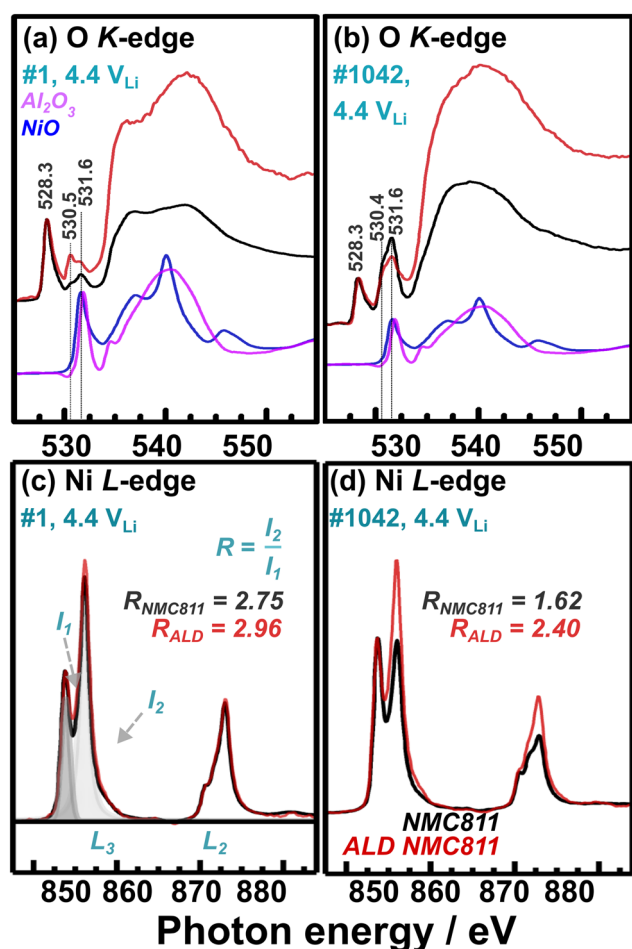 (a) O K-edge
#1, 4.4 VLi
Al2O3
NiO
528.3
530.5
531.6
530
540
550
(b) O K-edge
#1042,
4.4 VLi
528.3
530.4
531.6
530
540
550
(c) Ni L-edge
#1, 4.4 VLi
R = I2
I1
RNMC811 = 2.75
RALD = 2.96
I1
I2
L3
L2
850
860
870
880
(d) Ni L-edge
#1042, 4.4 VLi
RNMC811 = 1.62
RALD = 2.40
NMC811
ALD NMC811
850
860
870
880
Photon energy / eV